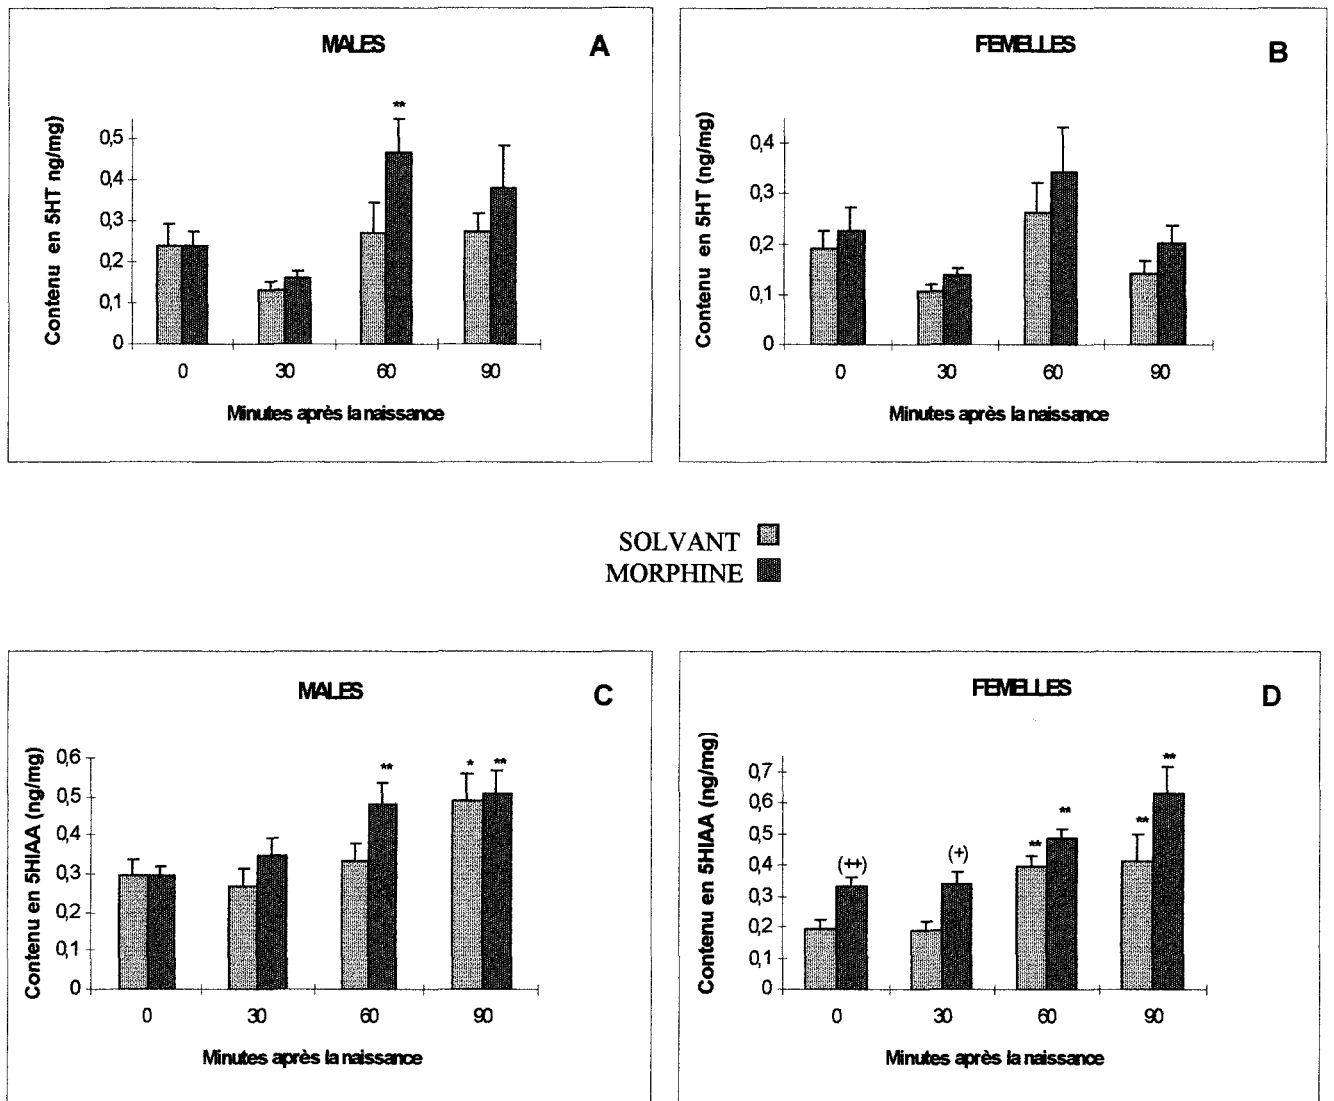 MALES
A
Contenu en 5HT ng/mg)
0,5
0,4
0,3
0,2
0,1
0
**
0 30 60 90
Minutes après la naissance
FEMELLES
B
Contenu en 5HT (ng/mg)
0,4
0,3
0,2
0,1
0
0 30 60 90
Minutes après la naissance
SOLVANT
MORPHINE
MALES
C
Contenu en 5HIAA (ng/mg)
0,6
0,5
0,4
0,3
0,2
0,1
0
** * **
0 30 60 90
Minutes après la naissance
FEMELLES
D
Contenu en 5HIAA (ng/mg)
0,7
0,6
0,5
0,4
0,3
0,2
0,1
0
(++) (+) ** ** ** **
0 30 60 90
Minutes après la naissance